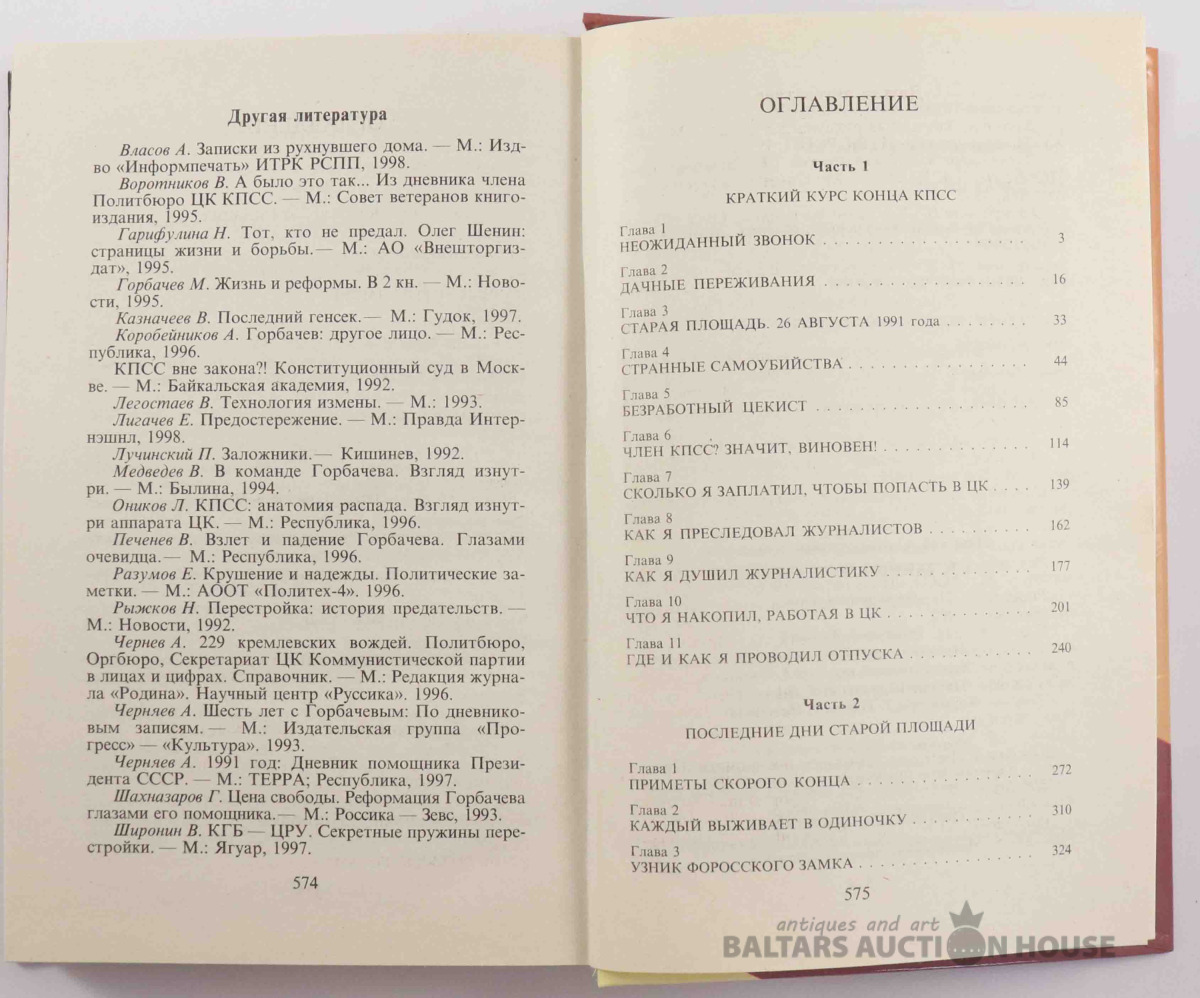 Другая литература
Власов А. Записки из рухнувшего дома. — М.: Изд-
во «Информпечать» ИТРК РСПП, 1998.
Воротников В. А было это так... Из дневника члена
Политбюро ЦК КПСС. — М.: Совет ветеранов книго-
издания, 1995.
Гарифулина Н. Тот, кто не предал. Олег Шенин:
страницы жизни и борьбы.— М.: АО «Внешторгиз-
дат», 1995.
Горбачев М. Жизнь и реформы. В 2 кн. — М.: Ново-
сти, 1995.
Казначеев В. Последний генсек.— М.: Гудок, 1997.
Коробейников А. Горбачев: другое лицо. — М.: Рес-
публика, 1996.
КПСС вне закона?! Конституционный суд в Моск-
ве. — М.: Байкальская академия, 1992.
Легостаев В. Технология измены. — М.: 1993.
Лигачев Е. Предостережение. — М.: Правда Интер-
нэшнл, 1998.
Лучинский П. Заложники.— Кишинев, 1992.
Медведев В. В команде Горбачева. Взгляд изнут-
ри. — М.: Былина, 1994.
Оников Л. КПСС: анатомия распада. Взгляд изнут-
ри аппарата ЦК. — М.: Республика, 1996.
Печенев В. Взлет и падение Горбачева. Глазами
очевидца.— М.: Республика, 1996.
Разумов Е. Крушение и надежды. Политические за-
метки. — М.: АООТ «Политех-4». 1996.
Рыжков Н. Перестройка: история предательств. —
М.: Новости, 1992.
Чернев А. 229 кремлевских вождей. Политбюро,
Оргбюро, Секретариат ЦК Коммунистической партии
в лицах и цифрах. Справочник. — М.: Редакция журна-
ла «Родина». Научный центр «Руссика». 1996.
Черняев А. Шесть лет с Горбачевым: По дневнико-
вым записям. — М.: Издательская группа «Про-
гресс» — «Культура». 1993.
Черняев А. 1991 год: Дневник помощника Прези-
дента СССР. — М.: ТЕРРА; Республика, 1997.
Шахназаров Г. Цена свободы. Реформация Горбачева
глазами его помощника.— М.: Россика — Зевс, 1993.
Широнин В. КГБ — ЦРУ. Секретные пружины пере-
стройки. — М.: Ягуар, 1997.
574
ОГЛАВЛЕНИЕ
Часть 1
КРАТКИЙ КУРС КОНЦА КПСС
Глава 1
НЕОЖИДАННЫЙ ЗВОНОК . . . . . . . . . . . . . . . . . . . 3
Глава 2
ДАЧНЫЕ ПЕРЕЖИВАНИЯ . . . . . . . . . . . . . . . . . . . 16
Глава 3
СТАРАЯ ПЛОЩАДЬ. 26 АВГУСТА 1991 года . . . . . . . . 33
Глава 4
СТРАННЫЕ САМОУБИЙСТВА . . . . . . . . . . . . . . . . . 44
Глава 5
БЕЗРАБОТНЫЙ ЦЕКИСТ . . . . . . . . . . . . . . . . . . . . 85
Глава 6
ЧЛЕН КПСС? ЗНАЧИТ, ВИНОВЕН! . . . . . . . . . . . . . . 114
Глава 7
СКОЛЬКО Я ЗАПЛАТИЛ, ЧТОБЫ ПОПАСТЬ В ЦК . . . . 139
Глава 8
КАК Я ПРЕСЛЕДОВАЛ ЖУРНАЛИСТОВ . . . . . . . . . . 162
Глава 9
КАК Я ДУШИЛ ЖУРНАЛИСТИКУ . . . . . . . . . . . . . . 177
Глава 10
ЧТО Я НАКОПИЛ, РАБОТАЯ В ЦК . . . . . . . . . . . . . . 201
Глава 11
ГДЕ И КАК Я ПРОВОДИЛ ОТПУСКА . . . . . . . . . . . . 240
Часть 2
ПОСЛЕДНИЕ ДНИ СТАРОЙ ПЛОЩАДИ
Глава 1
ПРИМЕТЫ СКОРОГО КОНЦА . . . . . . . . . . . . . . . . 272
Глава 2
КАЖДЫЙ ВЫЖИВАЕТ В ОДИНОЧКУ . . . . . . . . . . . 310
Глава 3
УЗНИК ФОРОССКОГО ЗАМКА . . . . . . . . . . . . . . . . 324
575
antiques and art
BALTARS AUCTION HOUSE